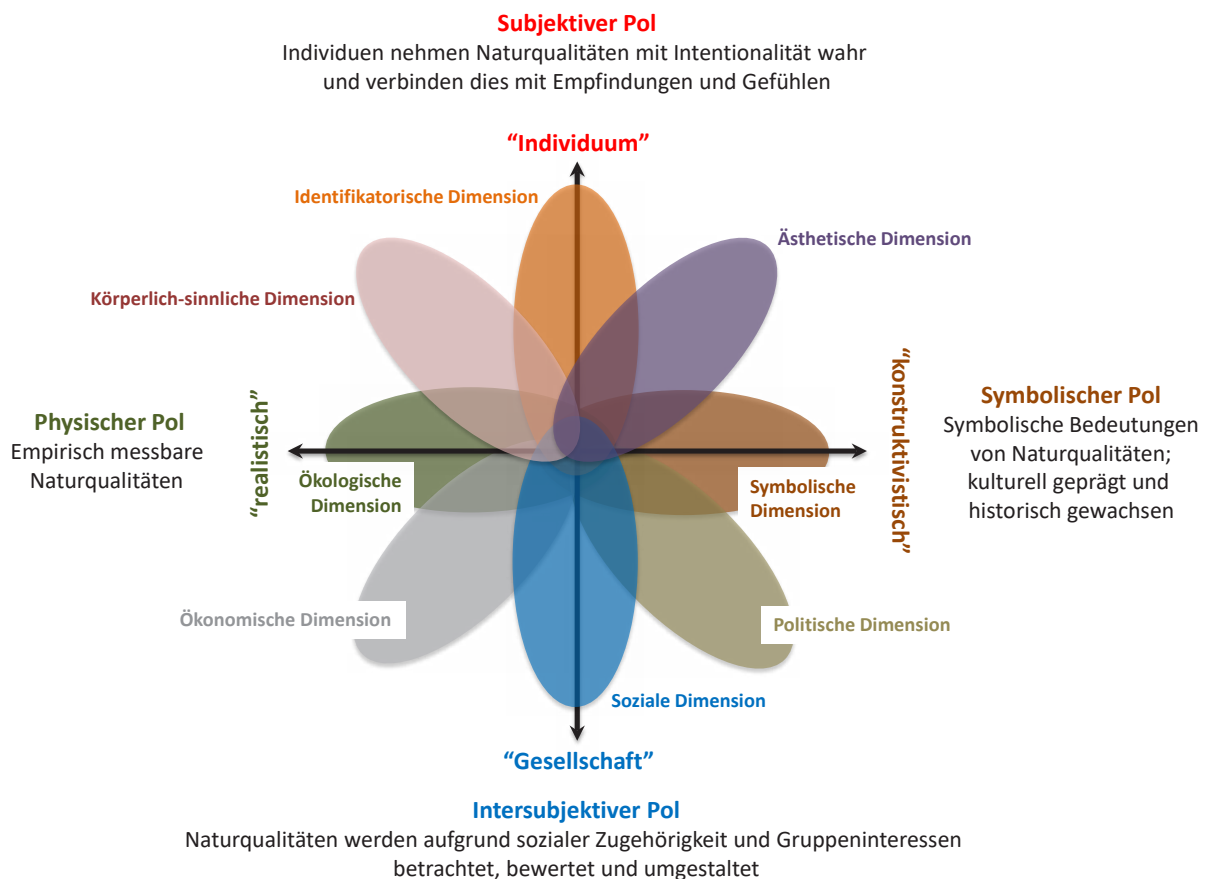 Subjektiver Pol
Individuen nehmen Naturqualitäten mit Intentionalität wahr
und verbinden dies mit Empfindungen und Gefühlen
“Individuum”
Identifikatorische Dimension
Ästhetische Dimension
Körperlich-sinnliche Dimension
Physischer Pol
Empirisch messbare
Naturqualitäten
“realistisch”
Ökologische
Dimension
Symbolische
Dimension
“konstruktivistisch”
Symbolischer Pol
Symbolische Bedeutungen
von Naturqualitäten;
kulturell geprägt und
historisch gewachsen
Ökonomische Dimension
Politische Dimension
Soziale Dimension
“Gesellschaft”
Intersubjektiver Pol
Naturqualitäten werden aufgrund sozialer Zugehörigkeit und Gruppeninteressen
betrachtet, bewertet und umgestaltet